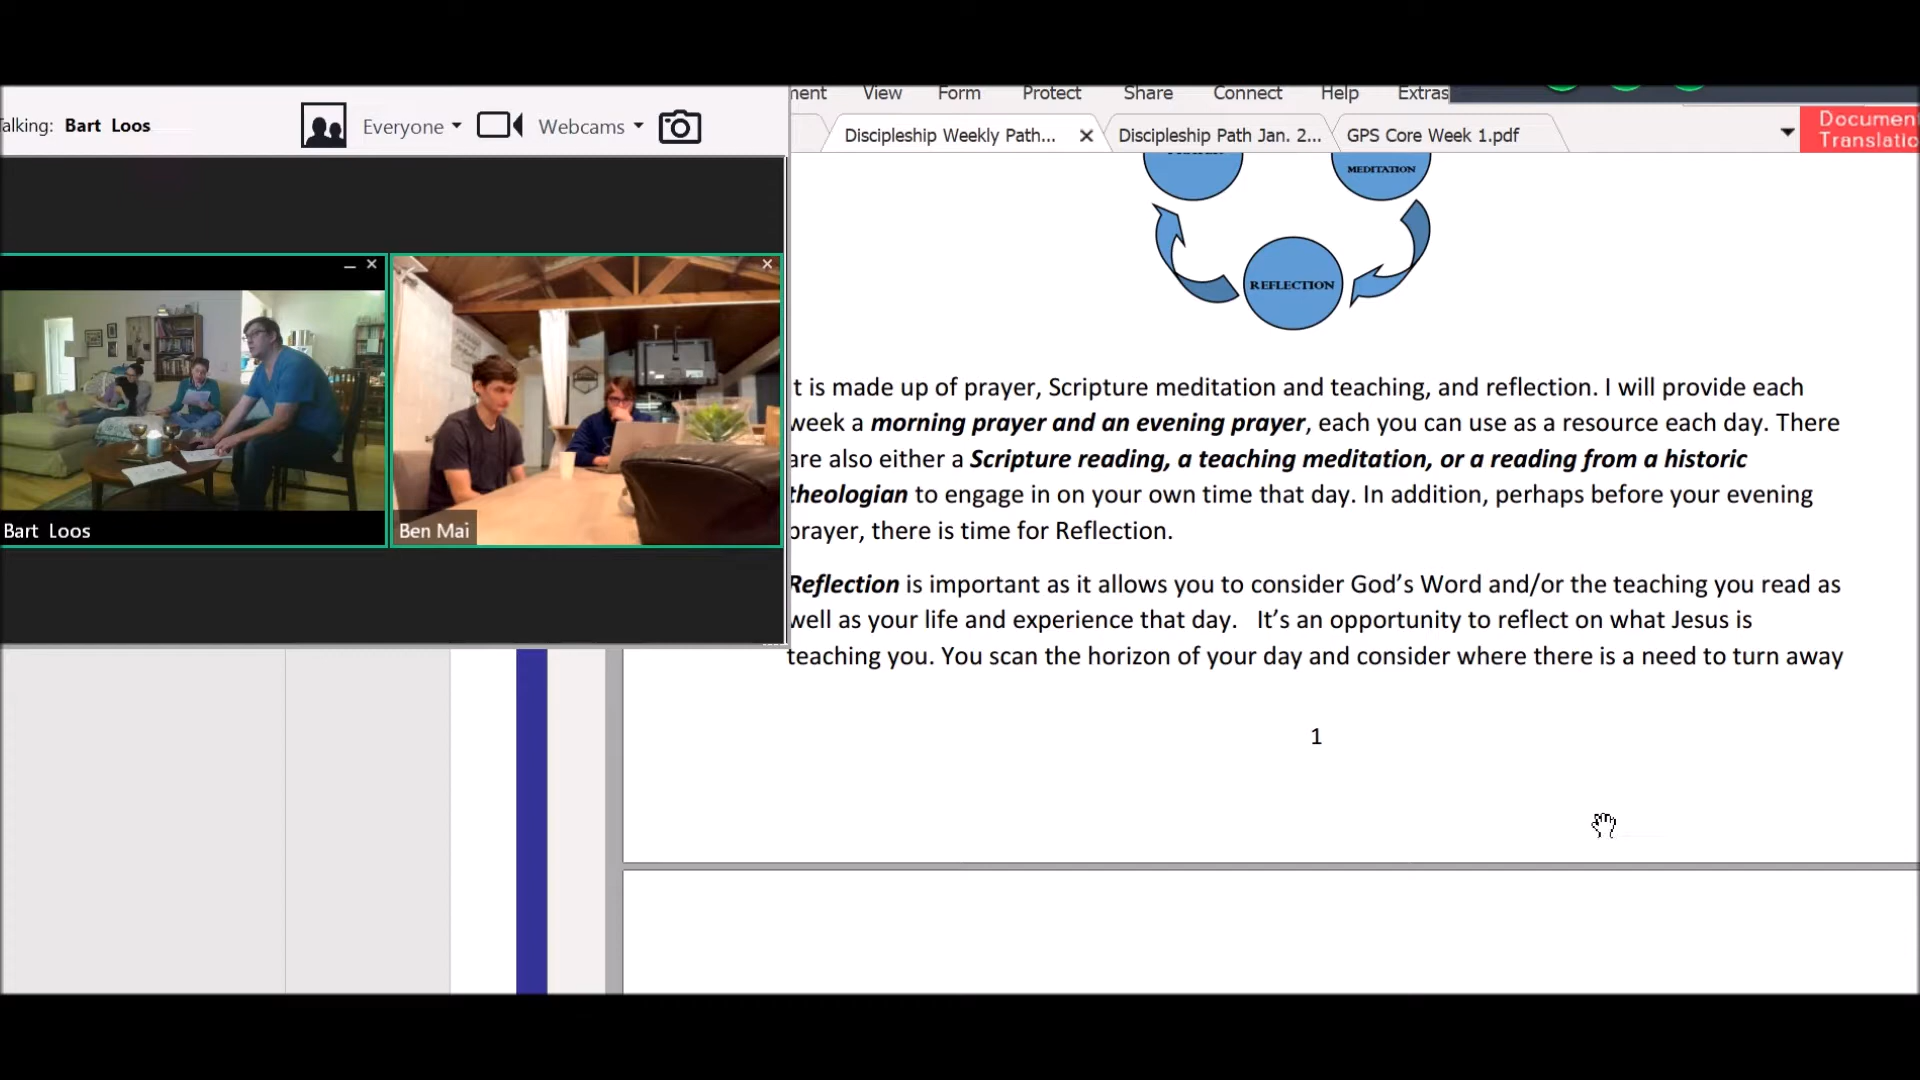 Talking: Bart Loos
Everyone
Webcams
Bart Loos
Ben Mai
View Form Protect Share Connect Help Extras
Discipleship Weekly Path...
Discipleship Path Jan. 2...
GPS Core Week 1.pdf
Document
MEDITATION
REFLECTION
t is made up of prayer, Scripture meditation and teaching, and reflection. I will provide each
week a morning prayer and an evening prayer, each you can use as a resource each day. There
are also either a Scripture reading, a teaching meditation, or a reading from a historic
theologian to engage in on your own time that day. In addition, perhaps before your evening
prayer, there is time for Reflection.
Reflection is important as it allows you to consider God’s Word and/or the teaching you read as
well as your life and experience that day. It’s an opportunity to reflect on what Jesus is
teaching you. You scan the horizon of your day and consider where there is a need to turn away
1